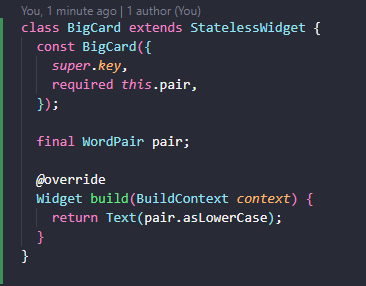 You, 1 minute ago | 1 author (You)
class BigCard extends StatelessWidget {
  const BigCard({
    super.key,
    required this.pair,
  });

  final WordPair pair;

  @override
  Widget build(BuildContext context) {
    return Text(pair.asLowerCase);
  }
}